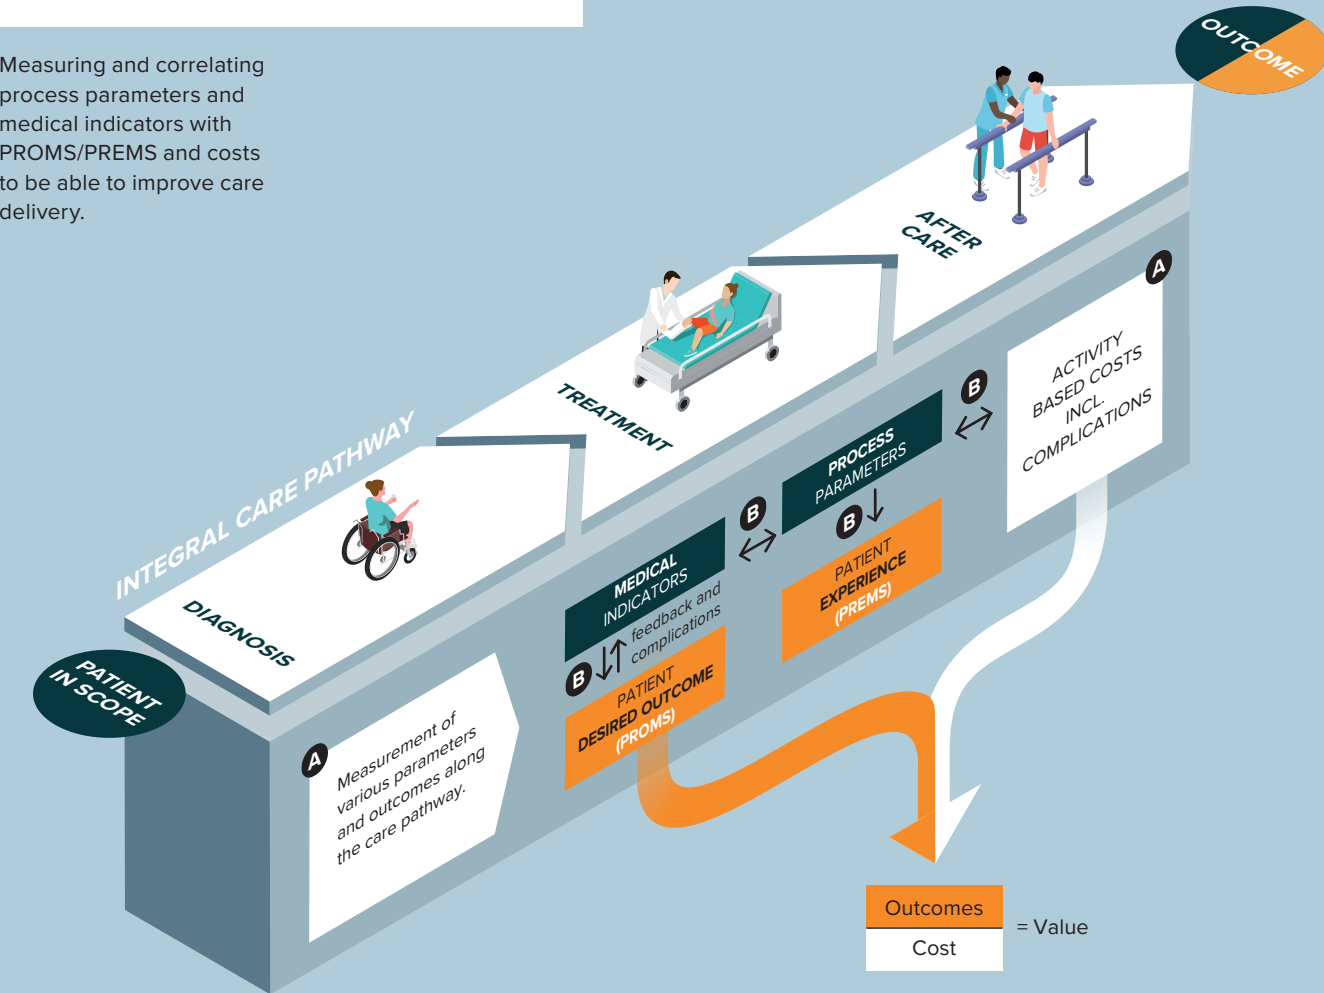 Measuring and correlating
process parameters and
medical indicators with
PROMS/PREMS and costs
to be able to improve care
delivery.
OUTCOME
AFTER
CARE
TREATMENT
INTEGRAL CARE PATHWAY
DIAGNOSIS
PATIENT
IN SCOPE
A
Measurement of
various parameters
and outcomes along
the care pathway.
MEDICAL
INDICATORS
B
feedback and
complications
PATIENT
DESIRED OUTCOME
(PROMS)
B
PROCESS
PARAMETERS
B
PATIENT
EXPERIENCE
(PREMS)
B
A
ACTIVITY
BASED COSTS
INCL.
COMPLICATIONS
Outcomes
Cost
= Value